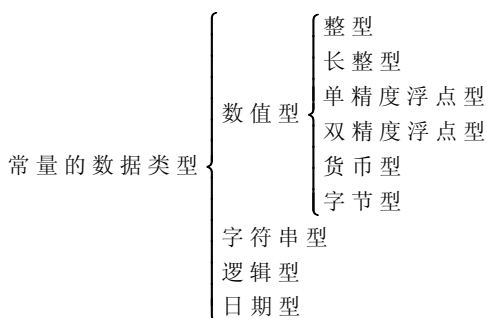 常量的数据类型
数值型
整型
长整型
单精度浮点型
双精度浮点型
货币型
字节型
字符串型
逻辑型
日期型